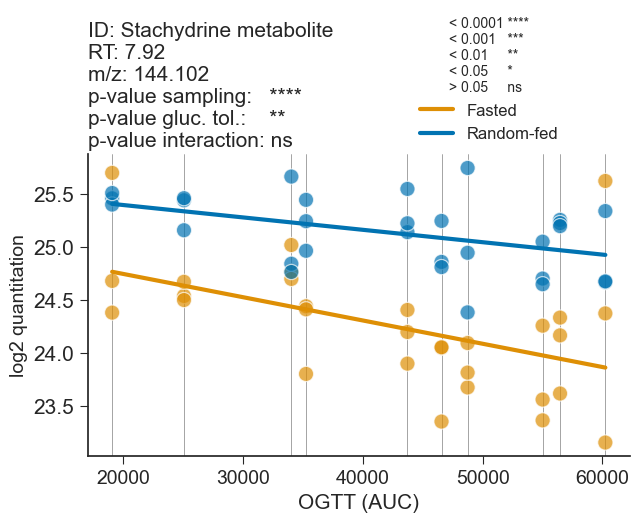 ID: Stachydrine metabolite
RT: 7.92
m/z: 144.102
p-value sampling: ****
p-value gluc. tol.: **
p-value interaction: ns
< 0.0001 ****
< 0.001 ***
< 0.01 **
< 0.05 *
> 0.05 ns
Fasted
Random-fed
log2 quantitation
25.5
25.0
24.5
24.0
23.5
20000 30000 40000 50000 60000
OGTT (AUC)